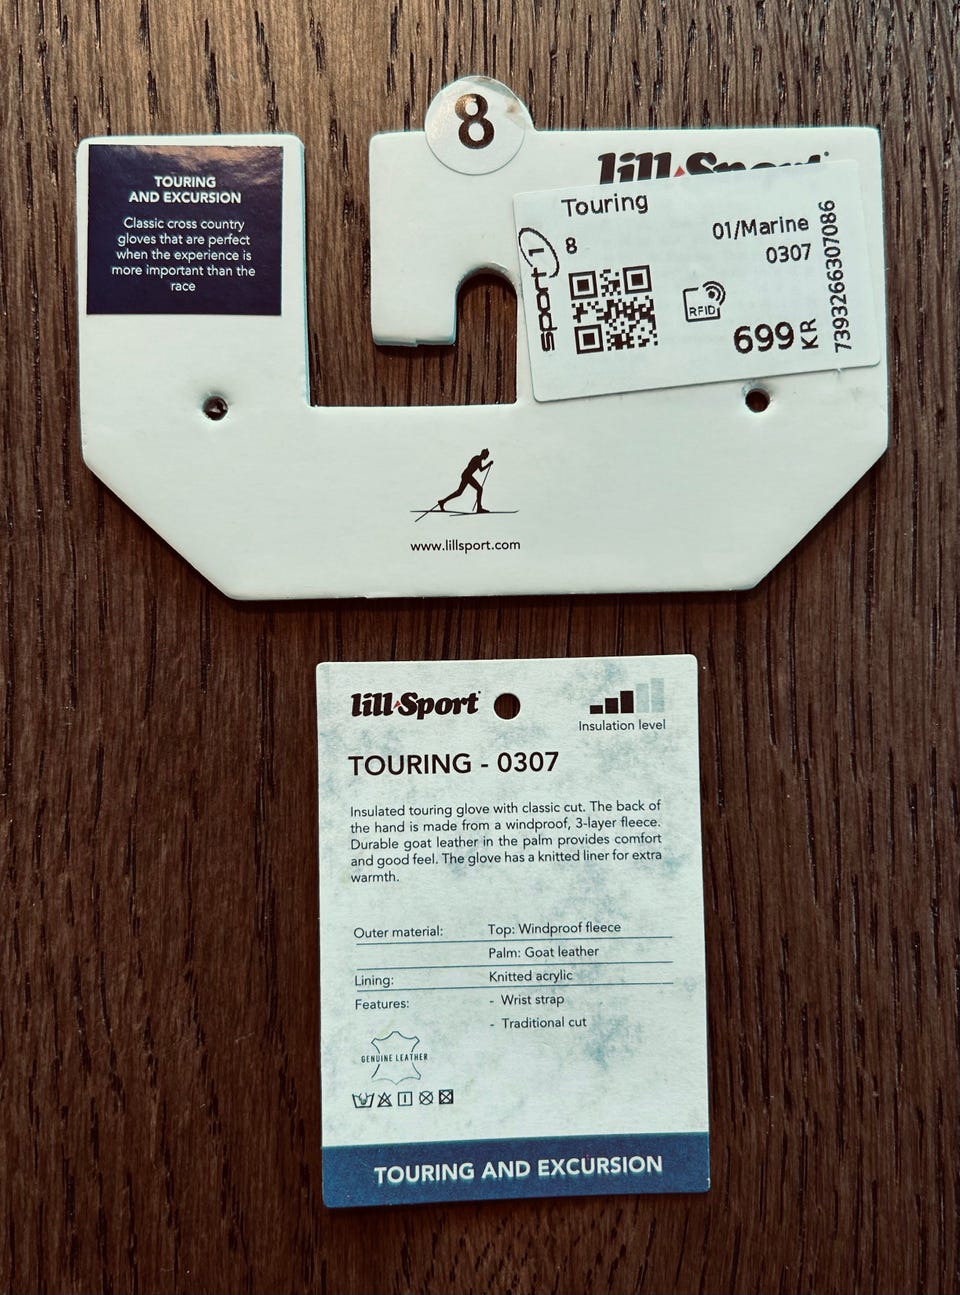 8
TOURING
AND EXCURSION
Classic cross country
gloves that are perfect
when the experience is
more important than the
race
lill-Sport
Touring
01/Marine
8
0307
sport1
RFID
699 KR
7393266307086
www.lillsport.com
lill-Sport
Insulation level
TOURING - 0307
Insulated touring glove with classic cut. The back of
the hand is made from a windproof, 3-layer fleece.
Durable goat leather in the palm provides comfort
and good feel. The glove has a knitted liner for extra
warmth.
Outer material: Top: Windproof fleece
Palm: Goat leather
Lining: Knitted acrylic
Features: - Wrist strap
- Traditional cut
GENUINE LEATHER
TOURING AND EXCURSION